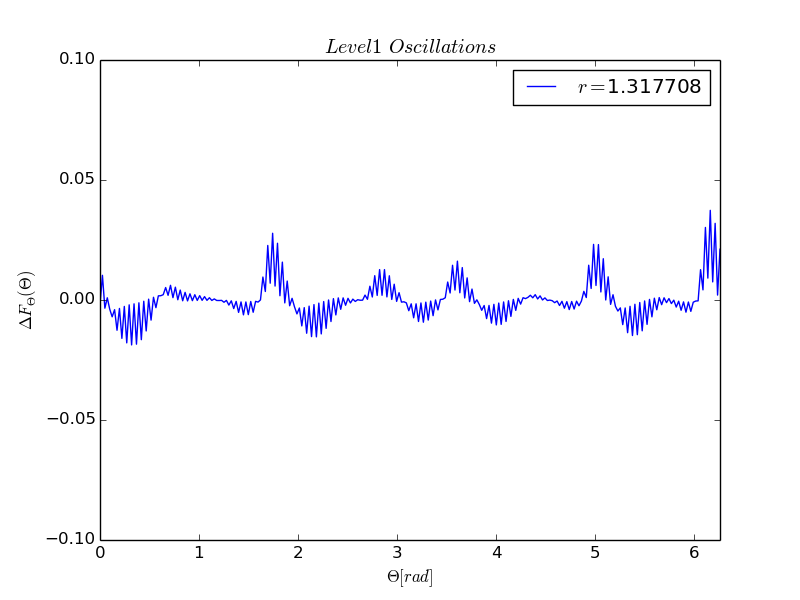 Level1 Oscillations
r=1.317708
0.10
0.05
0.00
−0.05
−0.10
ΔF_Θ(Θ)
0 1 2 3 4 5 6
Θ[rad]